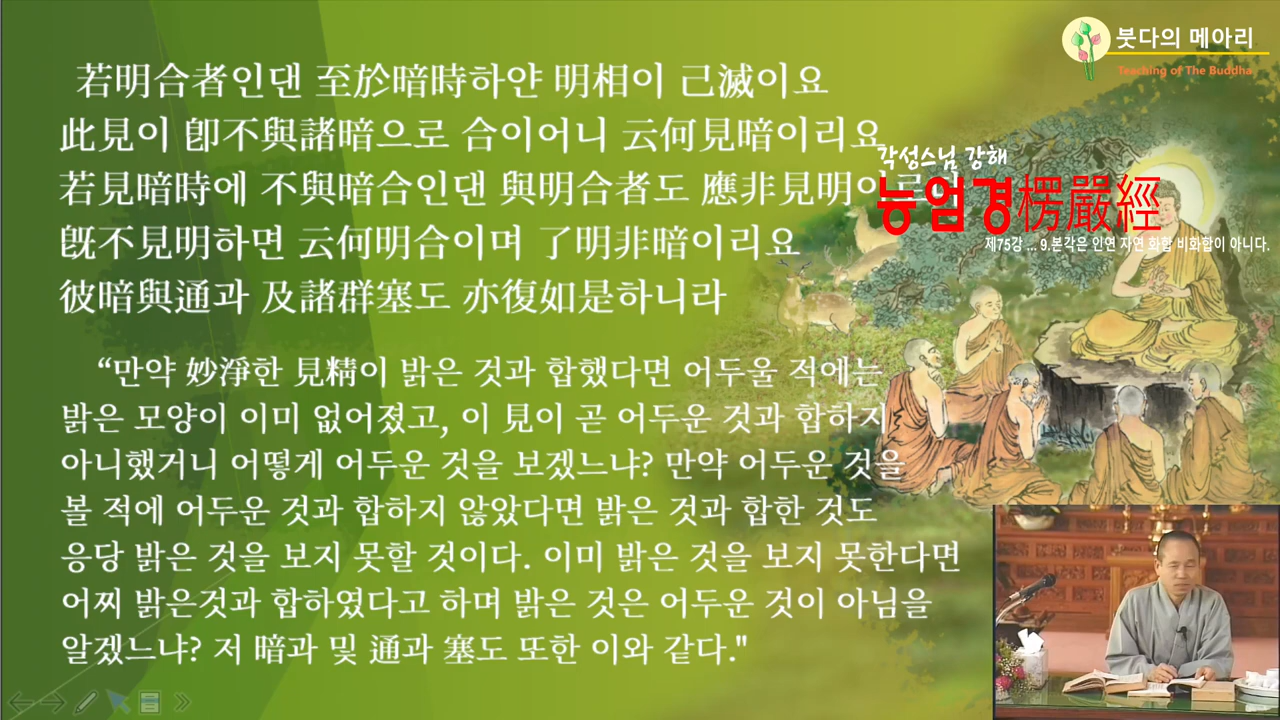 若明合者인댄 至於暗時하얀 明相이 己滅이요
此見이 卽不與諸暗으로 合이어니 云何見暗이리요
若見暗時에 不與暗合인댄 與明合者도 應非見明이
旣不見明하면 云何明合이며 了明非暗이리요
彼暗與通과 及諸群塞도 亦復如是하니라
“만약 妙淨한 見精이 밝은 것과 합했다면 어두울 적에는
밝은 모양이 이미 없어졌고, 이 見이 곧 어두운 것과 합하지
아니했거니 어떻게 어두운 것을 보겠느냐? 만약 어두운 것을
볼 적에 어두운 것과 합하지 않았다면 밝은 것과 합한 것도
응당 밝은 것을 보지 못할 것이다. 이미 밝은 것을 보지 못한다면
어찌 밝은것과 합하였다고 하며 밝은 것은 어두운 것이 아님을
알겠느냐? 저 暗과 및 通과 塞도 또한 이와 같다."
붓다의 메아리
Teaching of The Buddha
각성스님 강해
능엄경楞嚴經
제75강 ... 9.본각은 인연 자연 화합 비화합이 아니다.